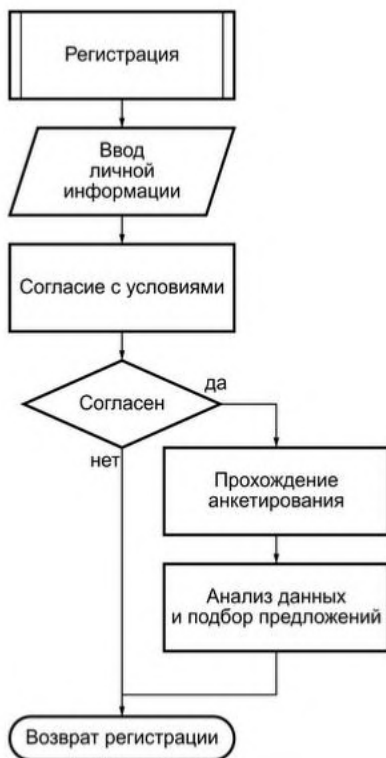 Регистрация
Ввод
личной
информации
Согласие с условиями
Согласен
да
нет
Прохождение
анкетирования
Анализ данных
и подбор предложений
Возврат регистрации